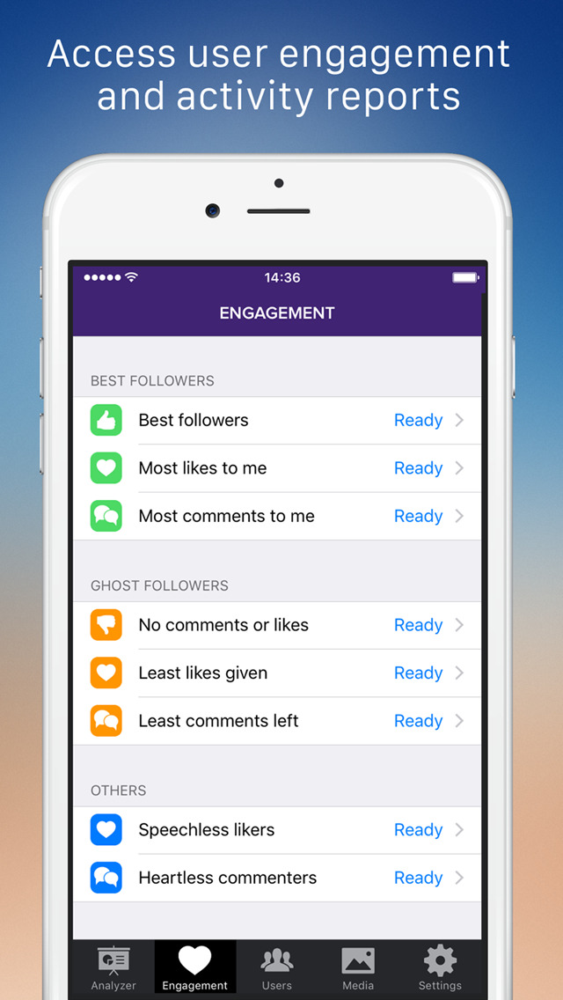 Access user engagement
and activity reports
14:36
ENGAGEMENT
BEST FOLLOWERS
Best followers Ready
Most likes to me Ready
Most comments to me Ready
GHOST FOLLOWERS
No comments or likes Ready
Least likes given Ready
Least comments left Ready
OTHERS
Speechless likers Ready
Heartless commenters Ready
Analyzer Engagement Users Media Settings